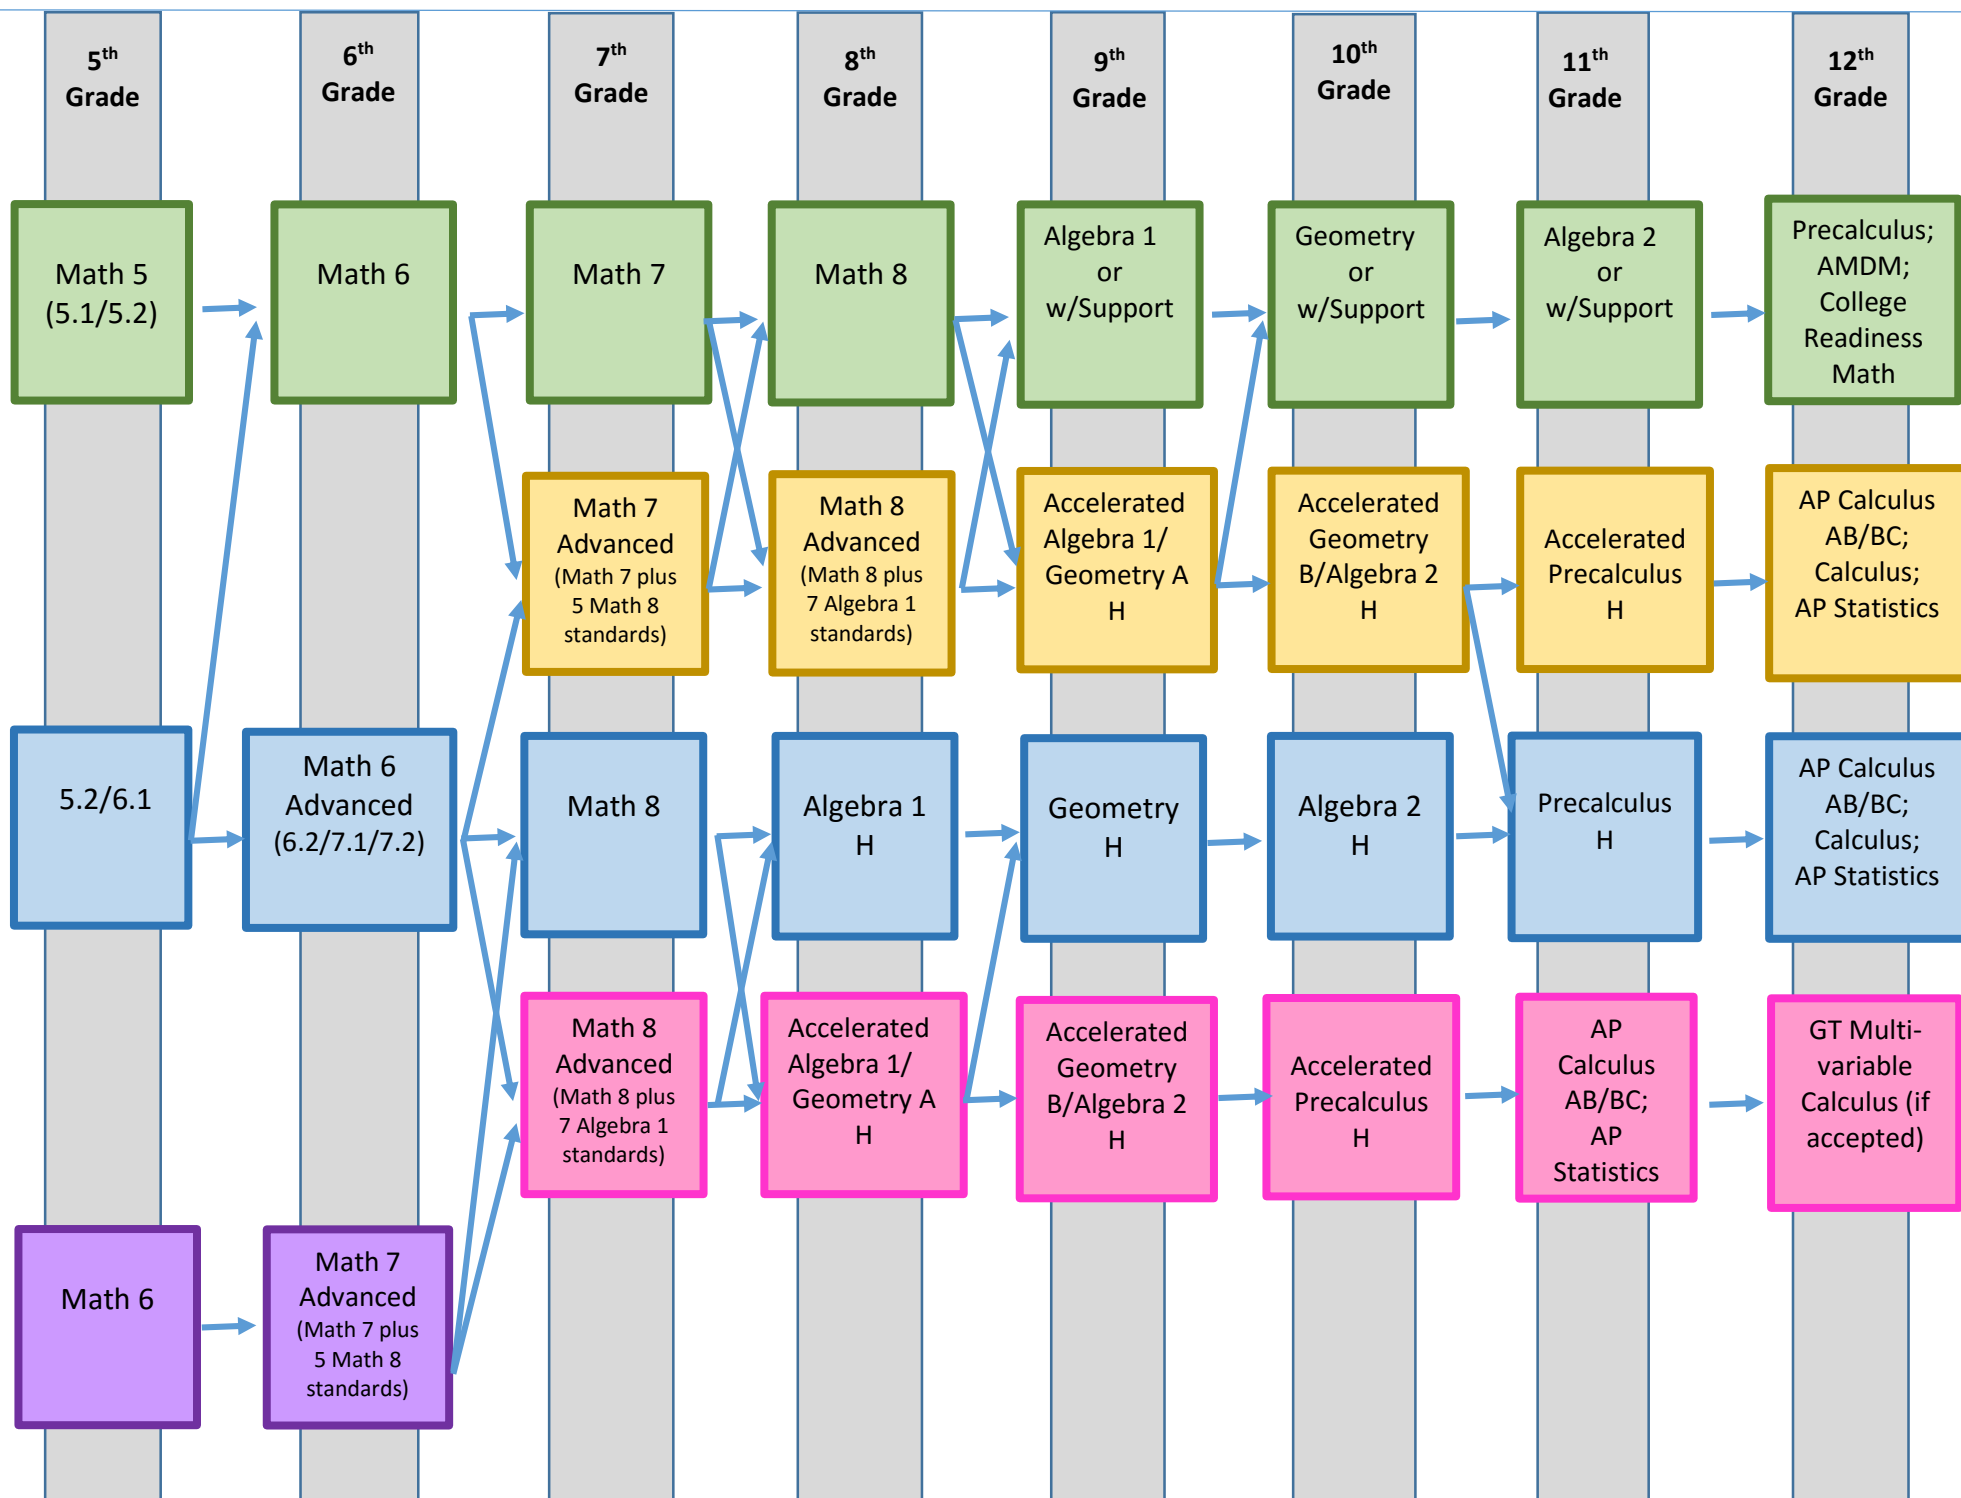 5th
Grade
6th
Grade
7th
Grade
8th
Grade
9th
Grade
10th
Grade
11th
Grade
12th
Grade
Math 5
(5.1/5.2)
Math 6
Math 7
Math 8
Algebra 1
or
w/Support
Geometry
or
w/Support
Algebra 2
or
w/Support
Precalculus;
AMDM;
College
Readiness
Math
Math 7
Advanced
(Math 7 plus
5 Math 8
standards)
Math 8
Advanced
(Math 8 plus
7 Algebra 1
standards)
Accelerated
Algebra 1/
Geometry A
H
Accelerated
Geometry
B/Algebra 2
H
Accelerated
Precalculus
H
AP Calculus
AB/BC;
Calculus;
AP Statistics
5.2/6.1
Math 6
Advanced
(6.2/7.1/7.2)
Math 8
Algebra 1
H
Geometry
H
Algebra 2
H
Precalculus
H
AP Calculus
AB/BC;
Calculus;
AP Statistics
Math 8
Advanced
(Math 8 plus
7 Algebra 1
standards)
Accelerated
Algebra 1/
Geometry A
H
Accelerated
Geometry
B/Algebra 2
H
Accelerated
Precalculus
H
AP
Calculus
AB/BC;
AP
Statistics
GT Multi-
variable
Calculus (if
accepted)
Math 6
Math 7
Advanced
(Math 7 plus
5 Math 8
standards)